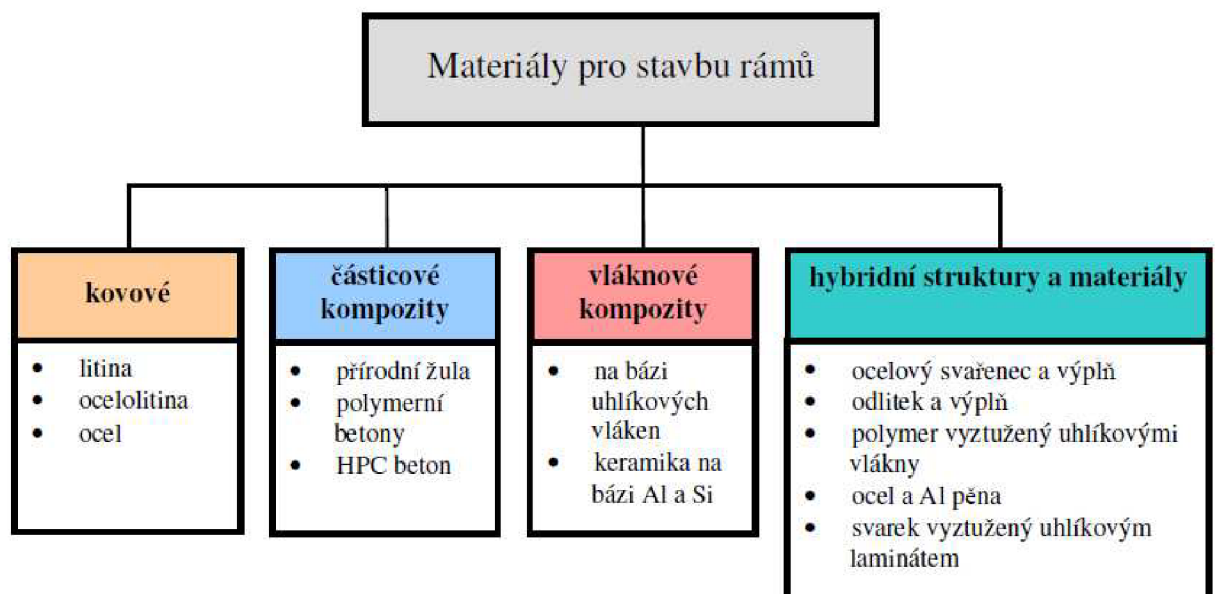 Materiály pro stavbu rámů
kovové
• litina
• ocelolitina
• ocel
částicové
kompozity
• přírodní žula
• polymerní
betony
• HPC beton
vláknové
kompozity
• na bázi
uhlíkových
vláken
• keramika na
bázi Al a Si
hybridní struktury a materiály
• ocelový svařenec a výplň
• odlitek a výplň
• polymer vyztužený uhlíkovými
vlákny
• ocel a Al pěna
• svarek vyztužený uhlíkovým
laminátem